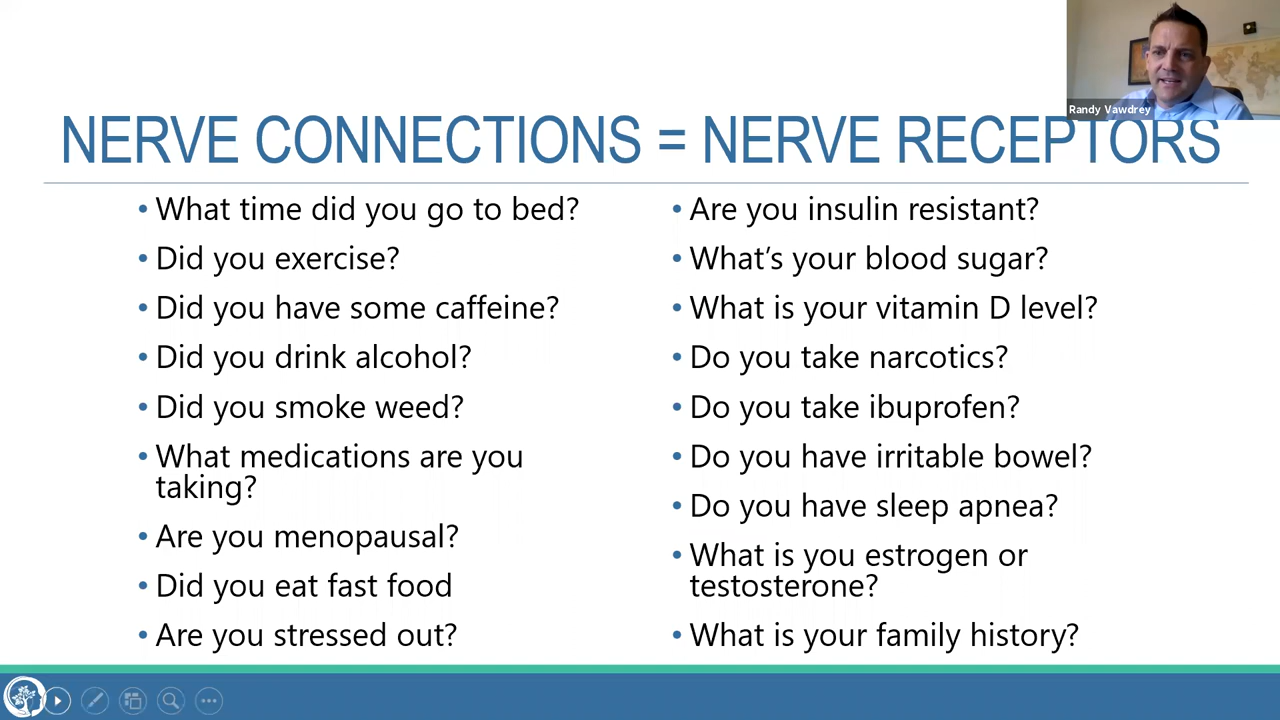 Randy Vawdrey
NERVE CONNECTIONS = NERVE RECEPTORS
• What time did you go to bed?
• Did you exercise?
• Did you have some caffeine?
• Did you drink alcohol?
• Did you smoke weed?
• What medications are you
taking?
• Are you menopausal?
• Did you eat fast food
• Are you stressed out?
• Are you insulin resistant?
• What’s your blood sugar?
• What is your vitamin D level?
• Do you take narcotics?
• Do you take ibuprofen?
• Do you have irritable bowel?
• Do you have sleep apnea?
• What is you estrogen or
testosterone?
• What is your family history?